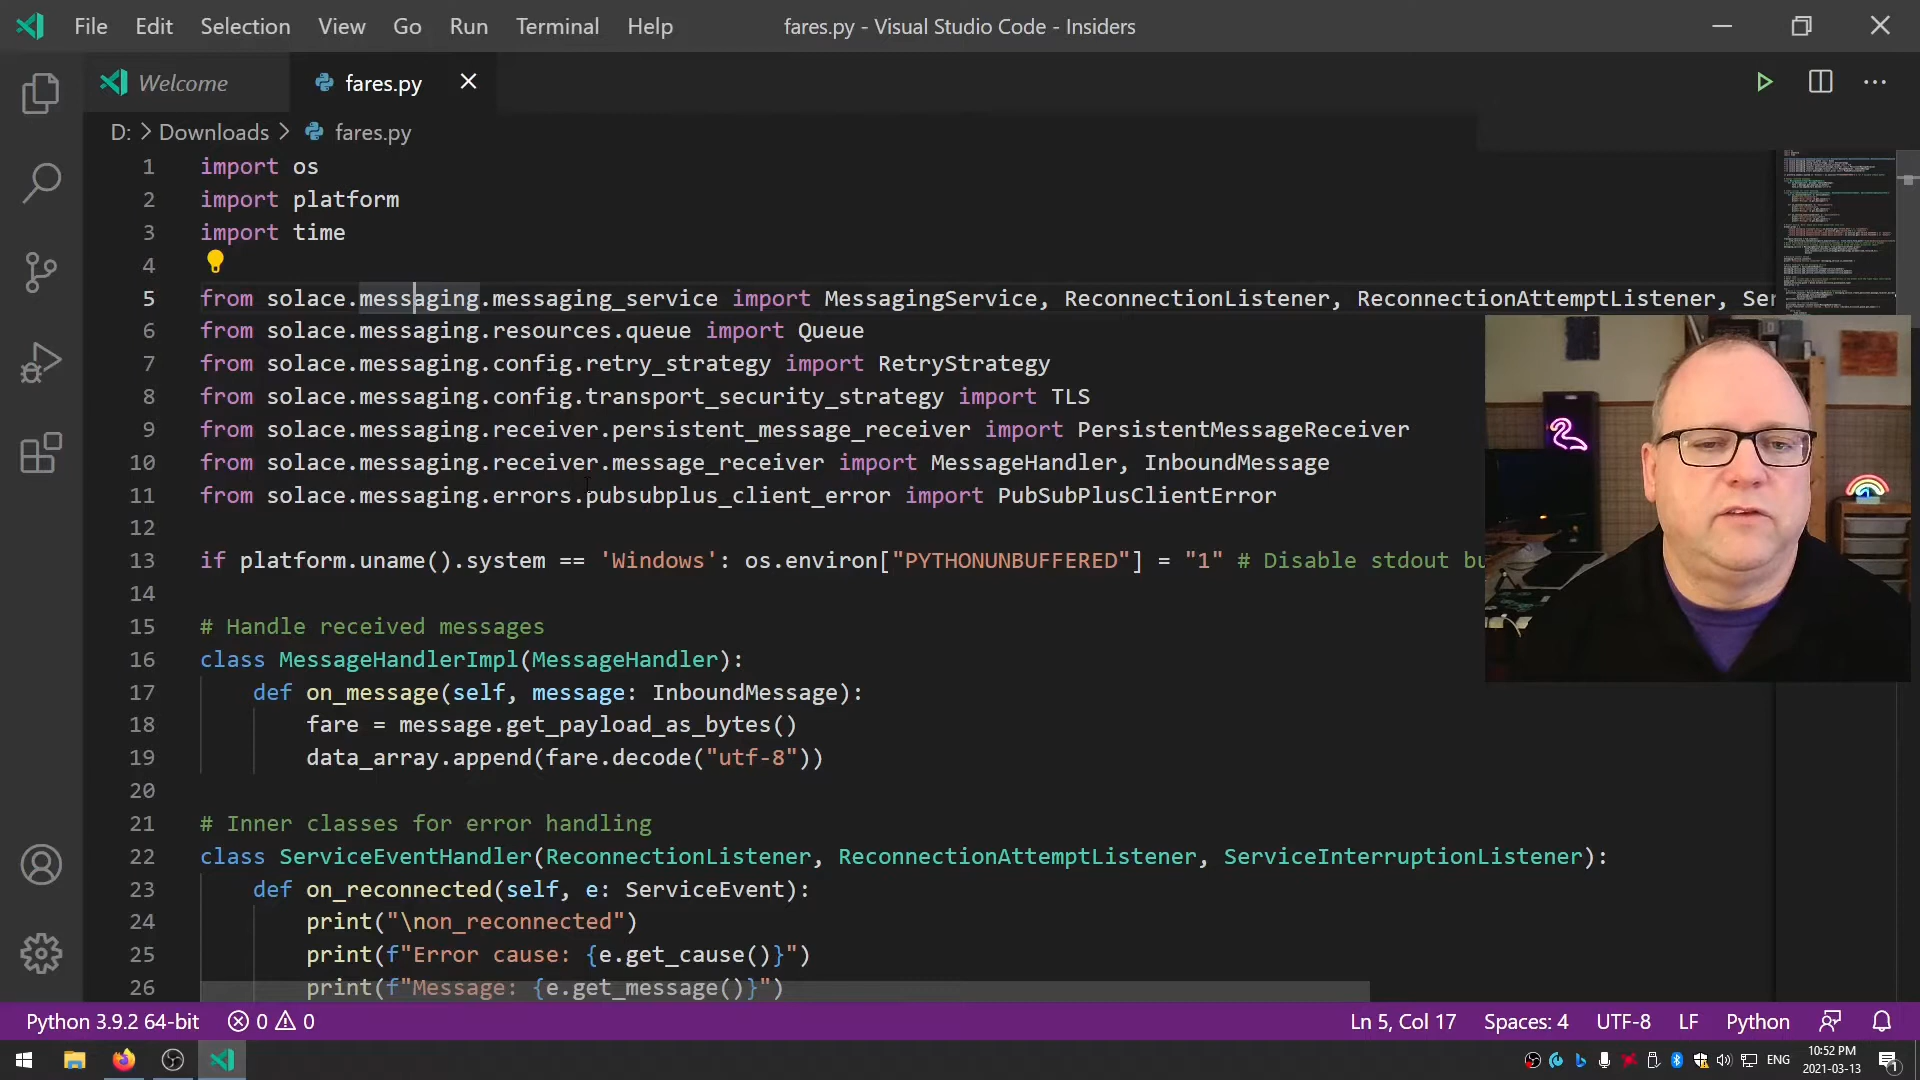 File Edit Selection View Go Run Terminal Help fares.py - Visual Studio Code - Insiders
Welcome fares.py
D: > Downloads > fares.py
1 import os
2 import platform
3 import time
4
5 from solace.messaging.messaging_service import MessagingService, ReconnectionListener, ReconnectionAttemptListener, Ser
6 from solace.messaging.resources.queue import Queue
7 from solace.messaging.config.retry_strategy import RetryStrategy
8 from solace.messaging.config.transport_security_strategy import TLS
9 from solace.messaging.receiver.persistent_message_receiver import PersistentMessageReceiver
10 from solace.messaging.receiver.message_receiver import MessageHandler, InboundMessage
11 from solace.messaging.errors.pubsubplus_client_error import PubSubPlusClientError
12
13 if platform.uname().system == 'Windows': os.environ["PYTHONUNBUFFERED"] = "1" # Disable stdout bu
14
15 # Handle received messages
16 class MessageHandlerImpl(MessageHandler):
17 def on_message(self, message: InboundMessage):
18 fare = message.get_payload_as_bytes()
19 data_array.append(fare.decode("utf-8"))
20
21 # Inner classes for error handling
22 class ServiceEventHandler(ReconnectionListener, ReconnectionAttemptListener, ServiceInterruptionListener):
23 def on_reconnected(self, e: ServiceEvent):
24 print("\non_reconnected")
25 print(f"Error cause: {e.get_cause()}")
26 print(f"Message: {e.get_message()}")
Python 3.9.2 64-bit 0 0 Ln 5, Col 17 Spaces: 4 UTF-8 LF Python
ENG 10:52 PM
2021-03-13 1